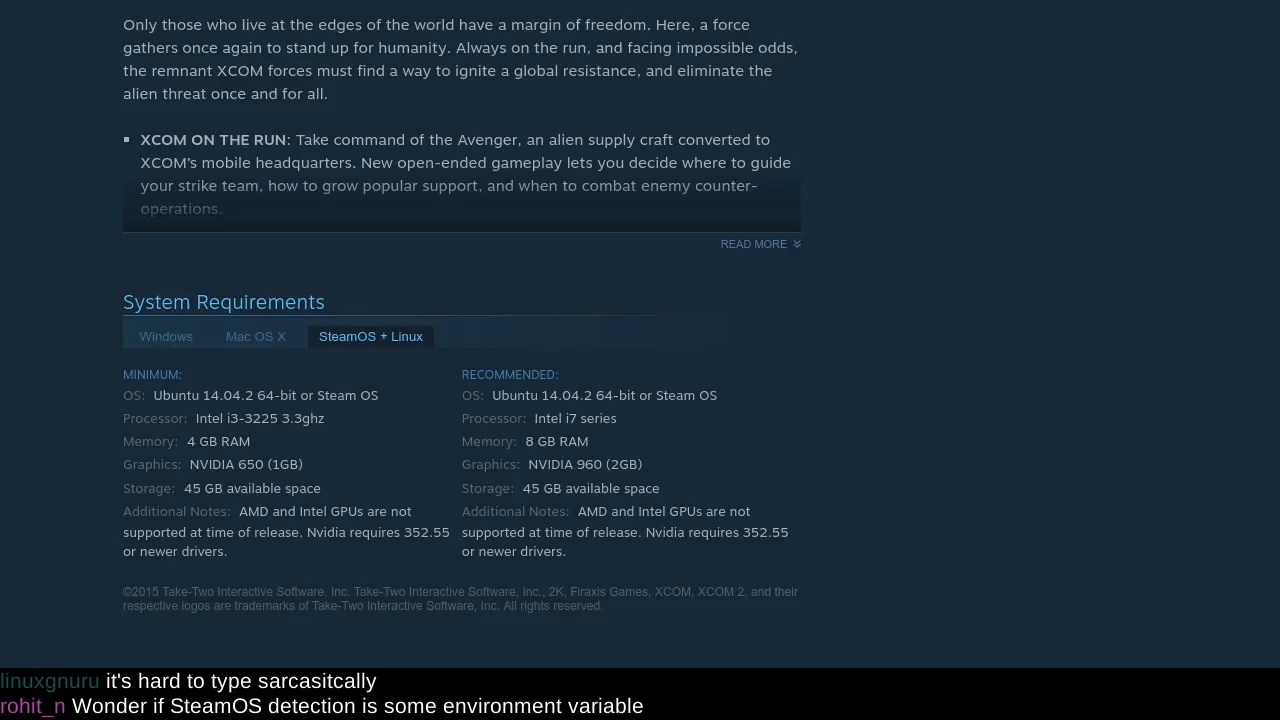 Only those who live at the edges of the world have a margin of freedom. Here, a force
gathers once again to stand up for humanity. Always on the run, and facing impossible odds,
the remnant XCOM forces must find a way to ignite a global resistance, and eliminate the
alien threat once and for all.
▪ XCOM ON THE RUN: Take command of the Avenger, an alien supply craft converted to
XCOM's mobile headquarters. New open-ended gameplay lets you decide where to guide
your strike team, how to grow popular support, and when to combat enemy counter-
operations.
READ MORE
System Requirements
Windows Mac OS X SteamOS + Linux
MINIMUM:
OS: Ubuntu 14.04.2 64-bit or Steam OS
Processor: Intel i3-3225 3.3ghz
Memory: 4 GB RAM
Graphics: NVIDIA 650 (1GB)
Storage: 45 GB available space
Additional Notes: AMD and Intel GPUs are not
supported at time of release. Nvidia requires 352.55
or newer drivers.
RECOMMENDED:
OS: Ubuntu 14.04.2 64-bit or Steam OS
Processor: Intel i7 series
Memory: 8 GB RAM
Graphics: NVIDIA 960 (2GB)
Storage: 45 GB available space
Additional Notes: AMD and Intel GPUs are not
supported at time of release. Nvidia requires 352.55
or newer drivers.
©2015 Take-Two Interactive Software, Inc. Take-Two Interactive Software, Inc., 2K, Firaxis Games, XCOM, XCOM 2, and their
respective logos are trademarks of Take-Two Interactive Software, Inc. All rights reserved.
linuxgnuru it's hard to type sarcasitcally
rohit_n Wonder if SteamOS detection is some environment variable